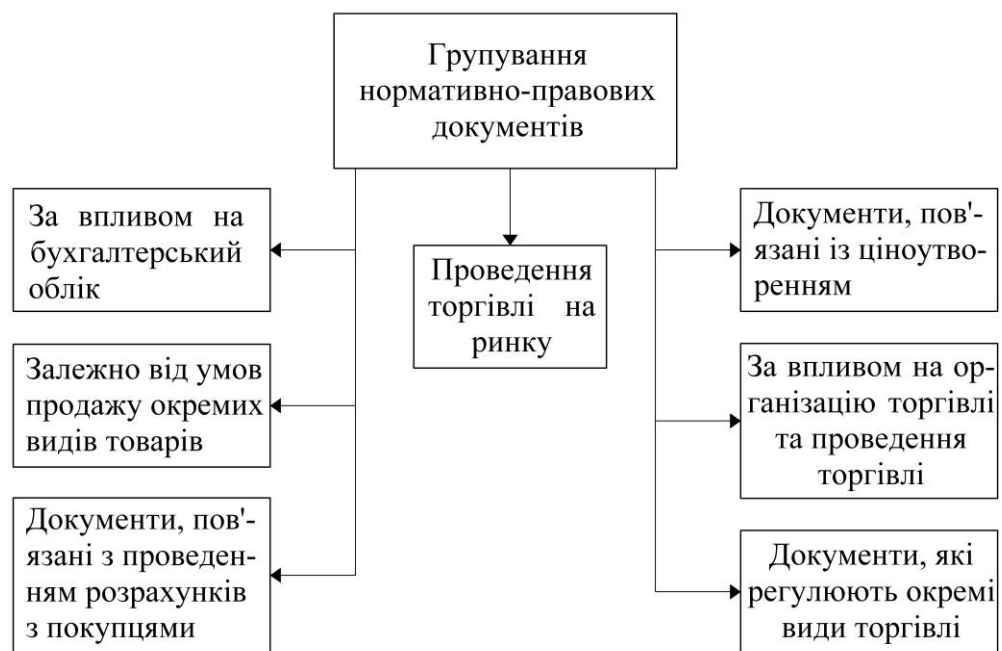 Групування
нормативно-правових
документів
За впливом на
бухгалтерський
облік
Залежно від умов
продажу окремих
видів товарів
Документи, пов'-
язані з проведен-
ням розрахунків
з покупцями
Проведення
торгівлі на
ринку
Документи, пов'-
язані із ціноутво-
ренням
За впливом на ор-
ганізацію торгівлі
та проведення
торгівлі
Документи, які
регулюють окремі
види торгівлі